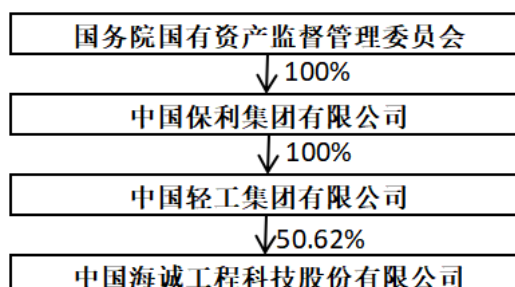 国务院国有资产监督管理委员会
100%
中国保利集团有限公司
100%
中国轻工集团有限公司
50.62%
中国海诚工程科技股份有限公司